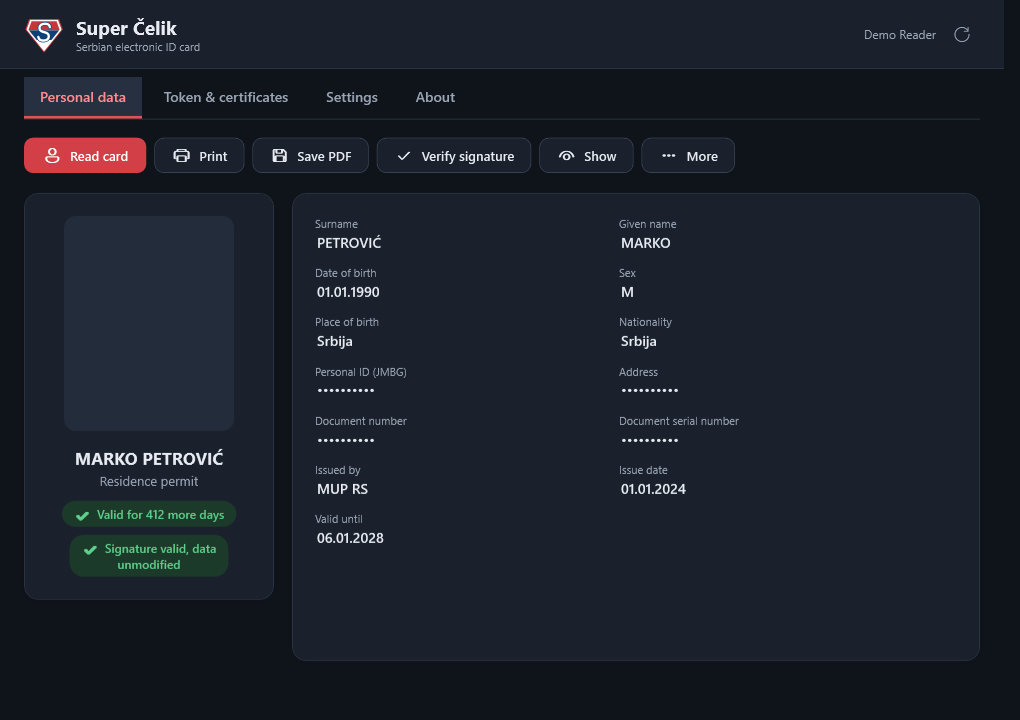 S
Super Čelik
Serbian electronic ID card
Demo Reader
Personal data
Token & certificates
Settings
About
Read card
Print
Save PDF
Verify signature
Show
More
MARKO PETROVIĆ
Residence permit
Valid for 412 more days
Signature valid, data
unmodified
Surname
PETROVIĆ
Given name
MARKO
Date of birth
01.01.1990
Sex
M
Place of birth
Srbija
Nationality
Srbija
Personal ID (JMBG)
••••••••••
Address
••••••••••
Document number
••••••••••
Document serial number
••••••••••
Issued by
MUP RS
Issue date
01.01.2024
Valid until
06.01.2028